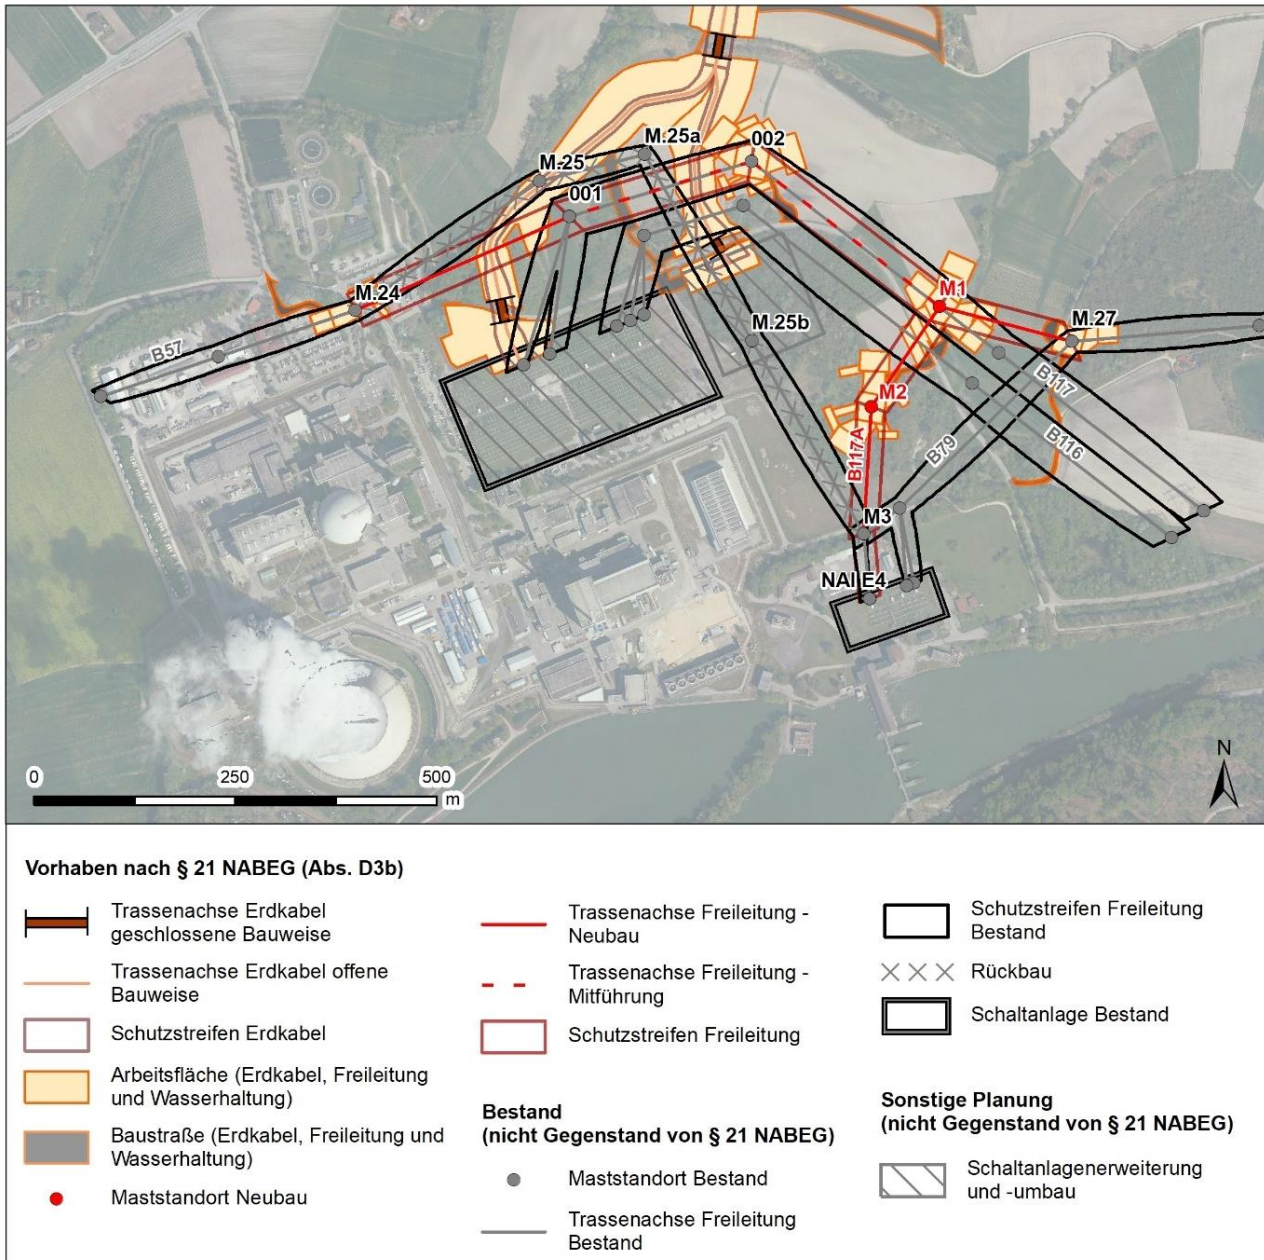 M.25a
002
M.25
001
M.24
B57
M1
M.27
M.25b
B117
M2
B79
B116
B117A
M3
NAI E4
N
0 250 500
m
Vorhaben nach § 21 NABEG (Abs. D3b)
Trassenachse Erdkabel
geschlossene Bauweise
Trassenachse Erdkabel offene
Bauweise
Schutzstreifen Erdkabel
Arbeitsfläche (Erdkabel, Freileitung
und Wasserhaltung)
Baustraße (Erdkabel, Freileitung und
Wasserhaltung)
Maststandort Neubau
Trassenachse Freileitung -
Neubau
Trassenachse Freileitung -
Mitführung
Schutzstreifen Freileitung
Bestand
(nicht Gegenstand von § 21 NABEG)
Maststandort Bestand
Trassenachse Freileitung
Bestand
Schutzstreifen Freileitung
Bestand
Rückbau
Schaltanlage Bestand
Sonstige Planung
(nicht Gegenstand von § 21 NABEG)
Schaltanlagenerweiterung
und -umbau